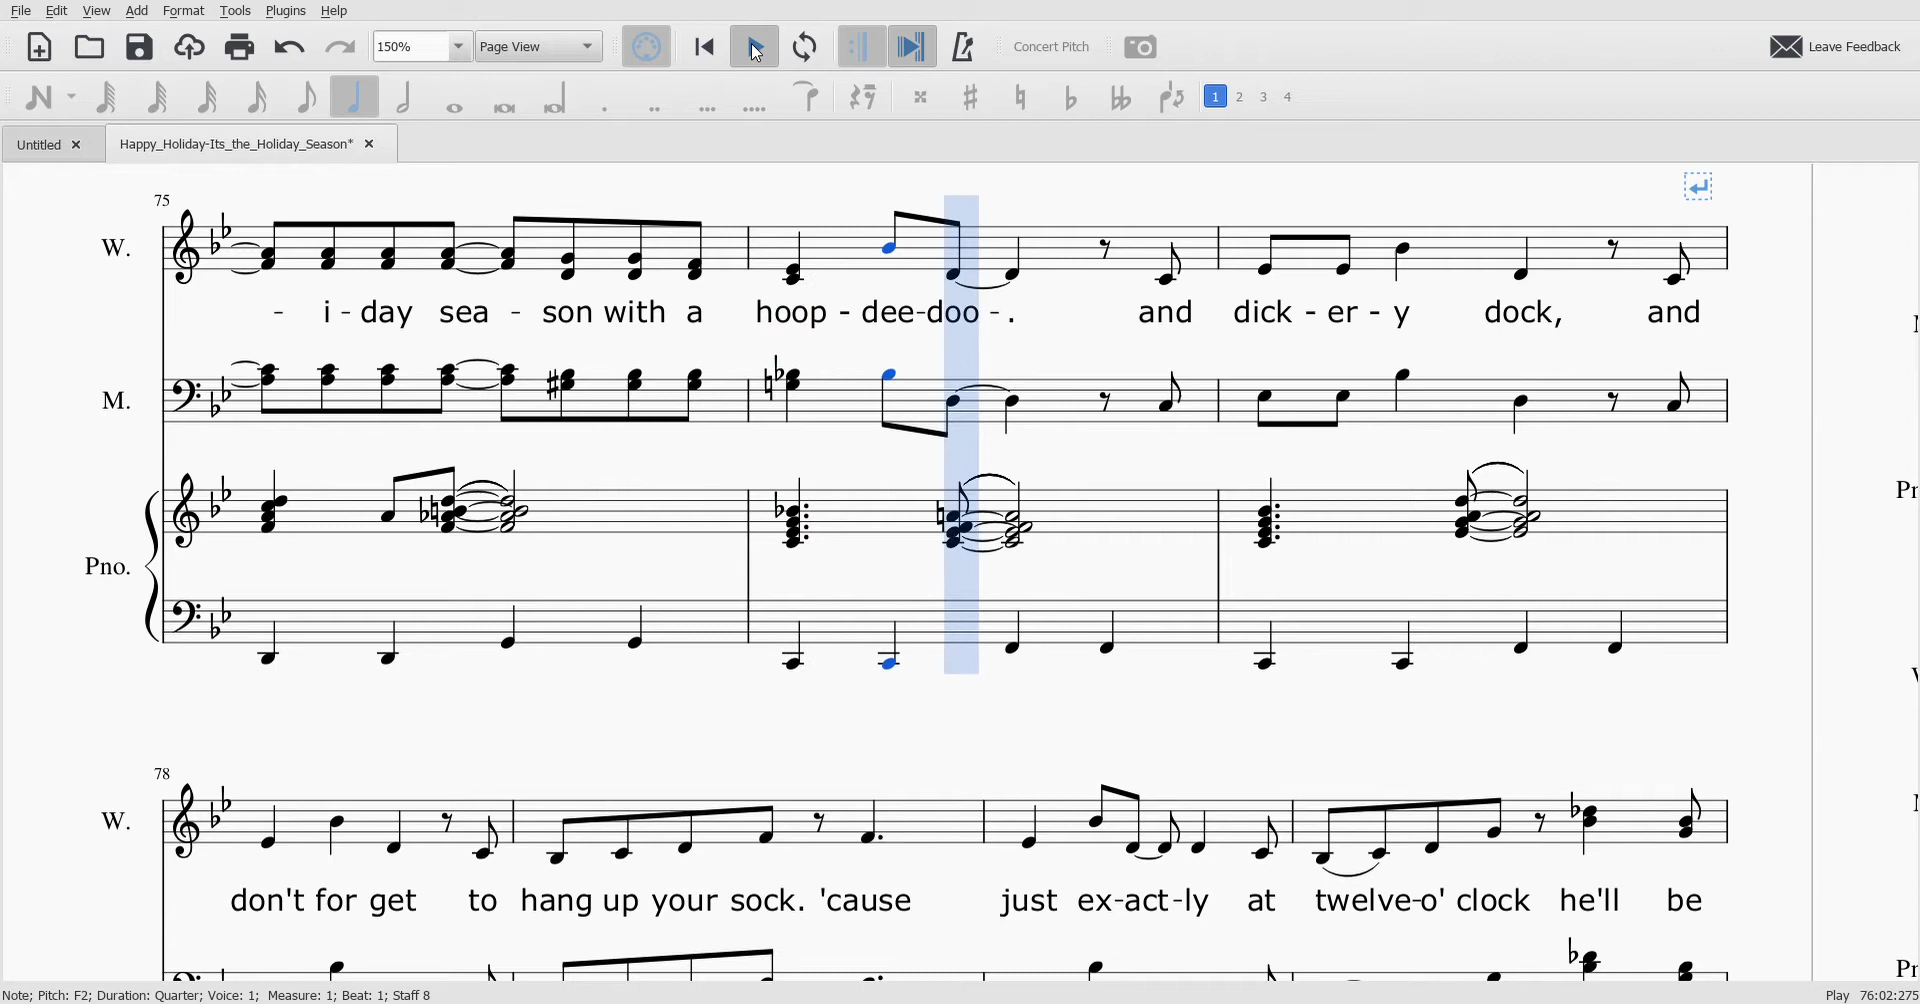 File Edit View Add Format Tools Plugins Help
150% Page View Concert Pitch Leave Feedback
1 2 3 4
Untitled Happy_Holiday-Its_the_Holiday_Season*
75
W.
- i - day sea - son with a hoop - dee-doo - . and dick - er - y dock, and
M.
Pno.
78
W.
don't for get to hang up your sock. 'cause just ex-act-ly at twelve-o' clock he'll be
Note; Pitch: F2; Duration: Quarter; Voice: 1; Measure: 1; Beat: 1; Staff 8 Play 76:02:275